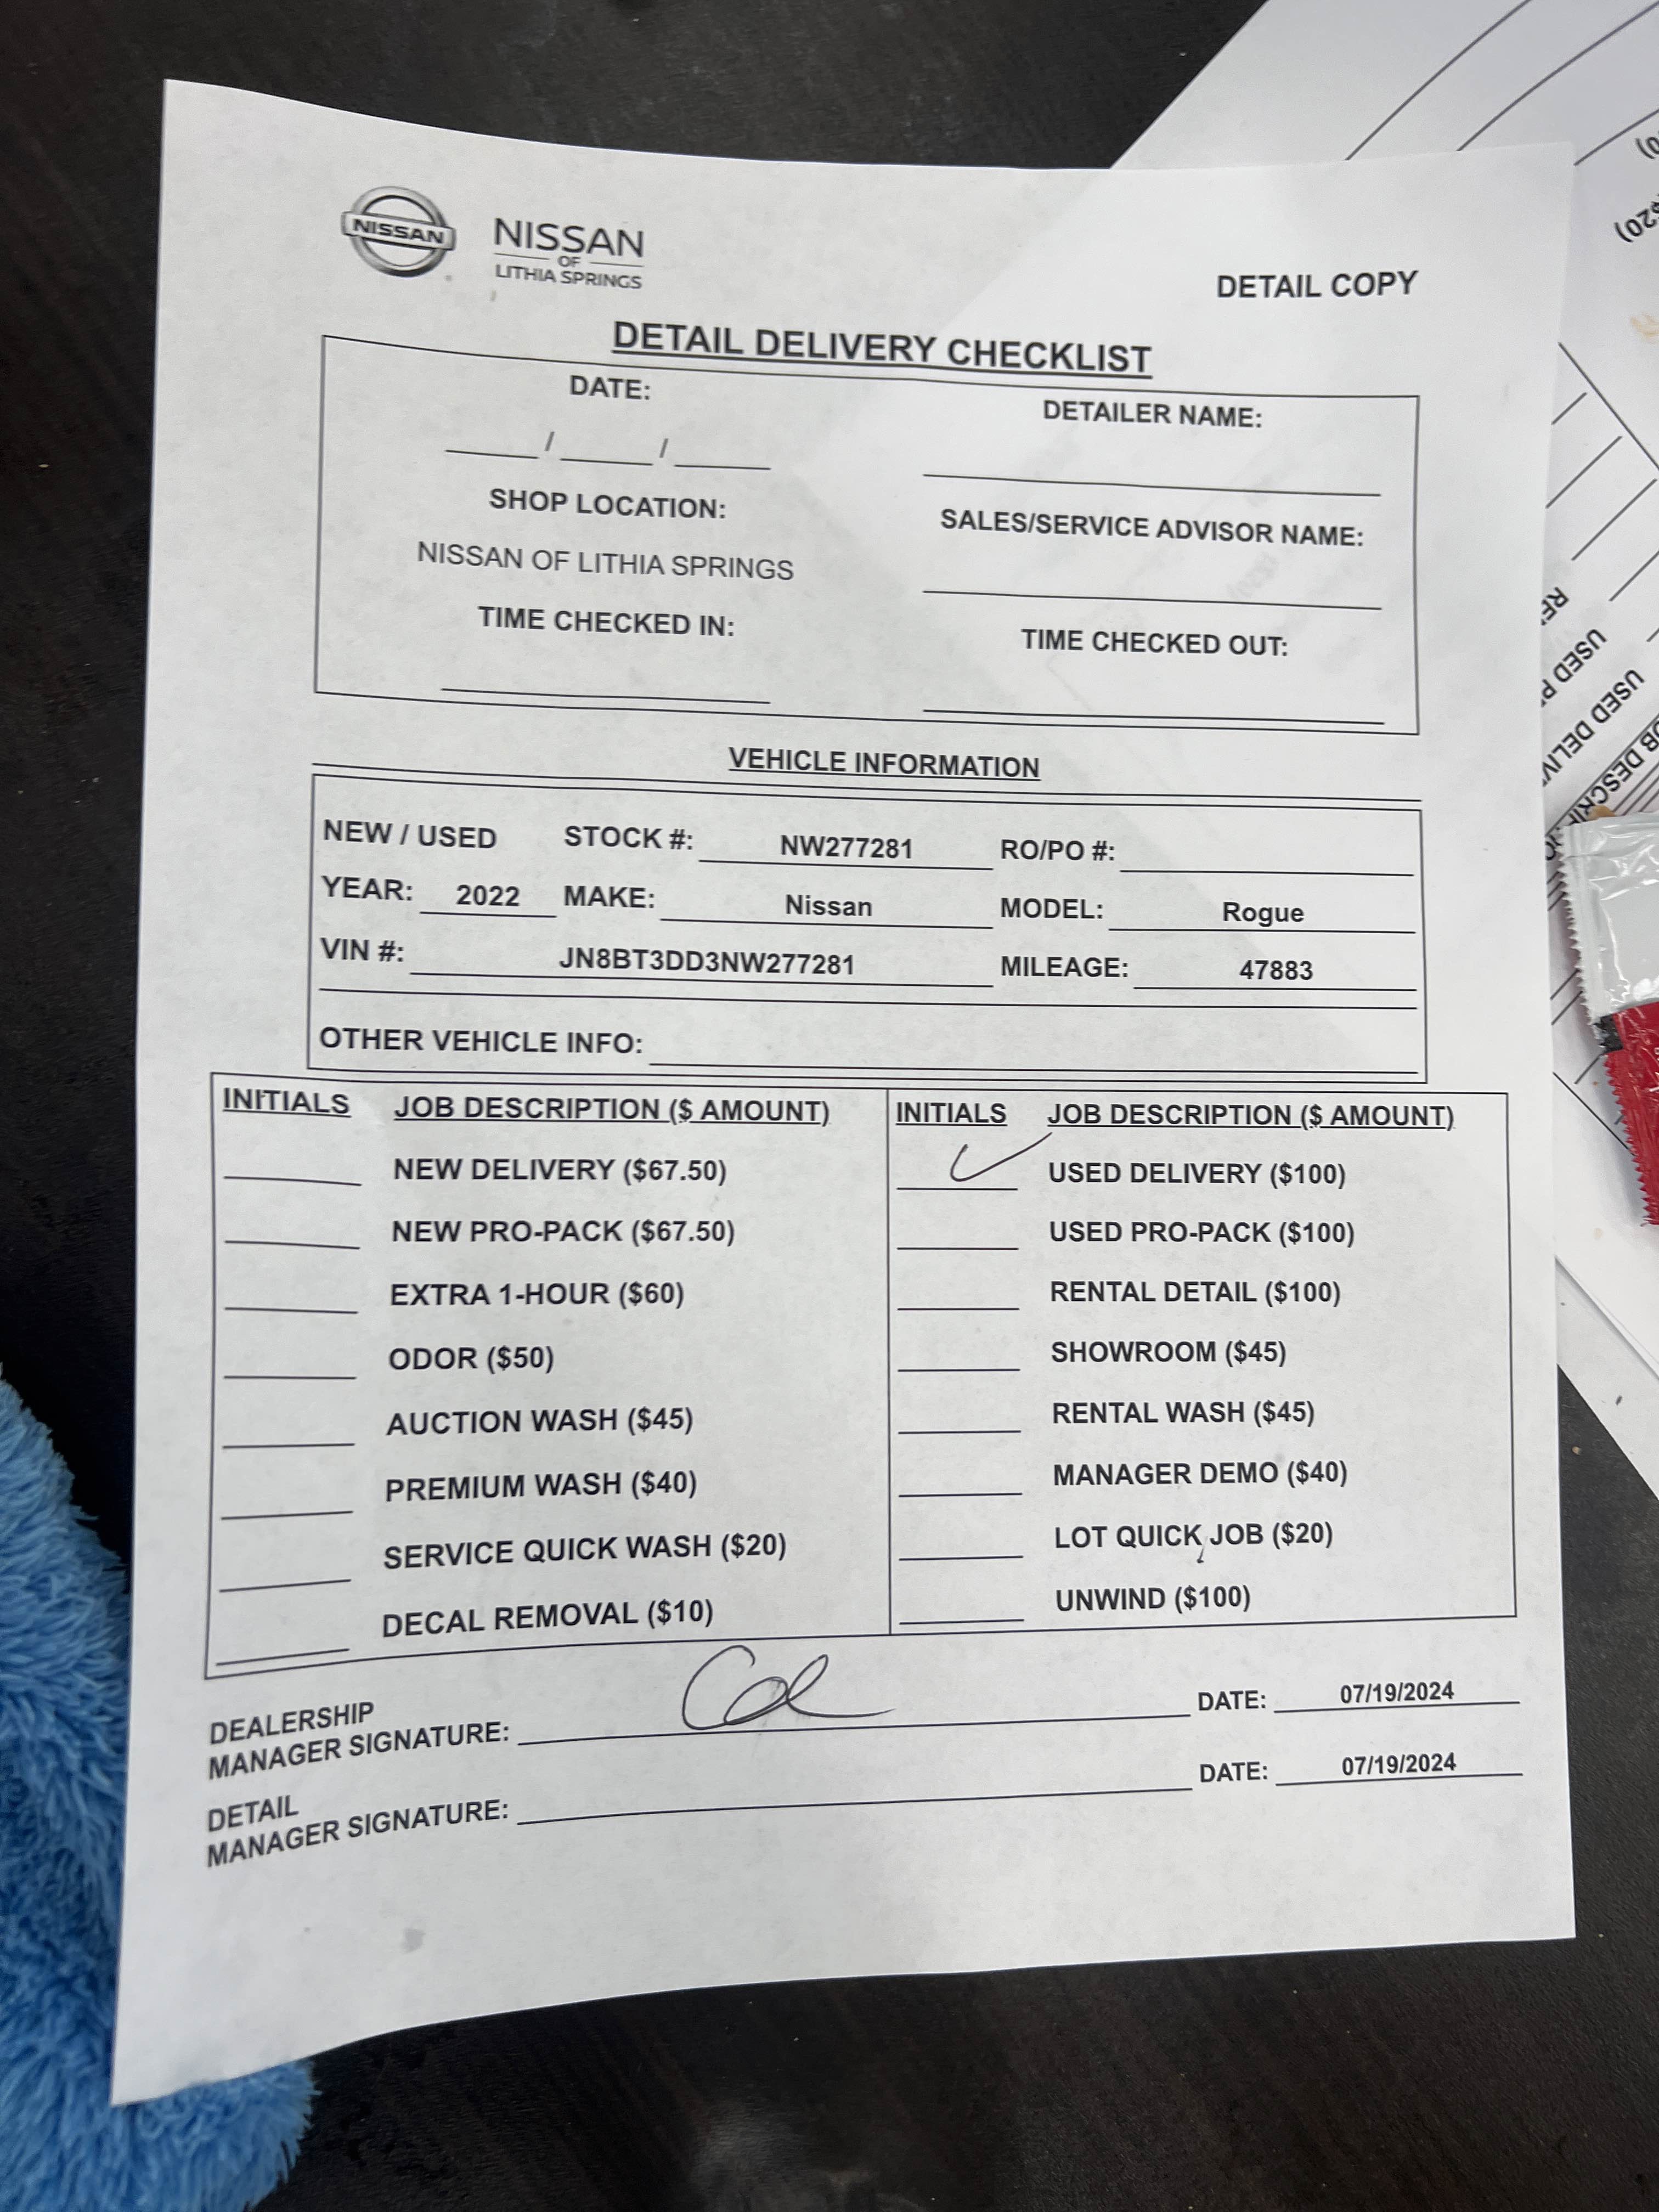 NISSAN
NISSAN
OF
LITHIA SPRINGS
DETAIL COPY
DETAIL DELIVERY CHECKLIST
DATE:
DETAILER NAME:
____ / ____ / ____
SHOP LOCATION:
SALES/SERVICE ADVISOR NAME:
NISSAN OF LITHIA SPRINGS
TIME CHECKED IN:
TIME CHECKED OUT:
VEHICLE INFORMATION
NEW / USED STOCK #: NW277281 RO/PO #:
YEAR: 2022 MAKE: Nissan MODEL: Rogue
VIN #: JN8BT3DD3NW277281 MILEAGE: 47883
OTHER VEHICLE INFO:
INITIALS JOB DESCRIPTION ($ AMOUNT)
NEW DELIVERY ($67.50)
NEW PRO-PACK ($67.50)
EXTRA 1-HOUR ($60)
ODOR ($50)
AUCTION WASH ($45)
PREMIUM WASH ($40)
SERVICE QUICK WASH ($20)
DECAL REMOVAL ($10)
INITIALS JOB DESCRIPTION ($ AMOUNT)
✓ USED DELIVERY ($100)
USED PRO-PACK ($100)
RENTAL DETAIL ($100)
SHOWROOM ($45)
RENTAL WASH ($45)
MANAGER DEMO ($40)
LOT QUICK JOB ($20)
UNWIND ($100)
DEALERSHIP
MANAGER SIGNATURE: DATE: 07/19/2024
DETAIL
MANAGER SIGNATURE: DATE: 07/19/2024
$20)
USED
USED